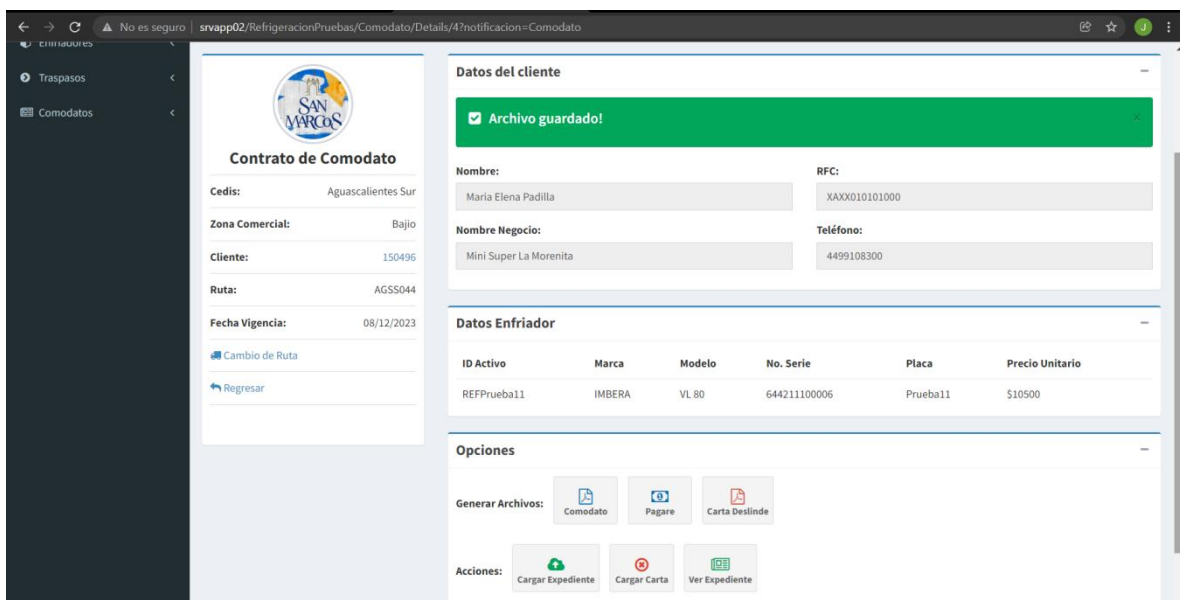 No es seguro | srvapp02/RefrigeracionPruebas/Comodato/Details/4?notificacion=Comodato
J
Enfriadores
Traspasos
Comodatos
SAN
MARCOS
Contrato de Comodato
Cedis: Aguascalientes Sur
Zona Comercial: Bajio
Cliente: 150496
Ruta: AGSS044
Fecha Vigencia: 08/12/2023
Cambio de Ruta
Regresar
Datos del cliente
Archivo guardado!
Nombre: RFC:
Maria Elena Padilla XAXX010101000
Nombre Negocio: Teléfono:
Mini Super La Morenita 4499108300
Datos Enfriador
ID Activo Marca Modelo No. Serie Placa Precio Unitario
REFPrueba11 IMBERA VL 80 644211100006 Prueba11 $10500
Opciones
Generar Archivos: Comodato Pagare Carta Deslinde
Acciones: Cargar Expediente Cargar Carta Ver Expediente